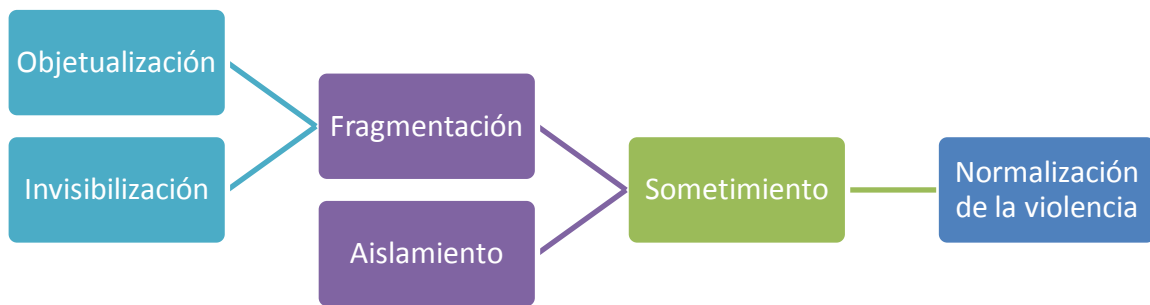 Objetualización
Invisibilización
Fragmentación
Aislamiento
Sometimiento
Normalización
de la violencia